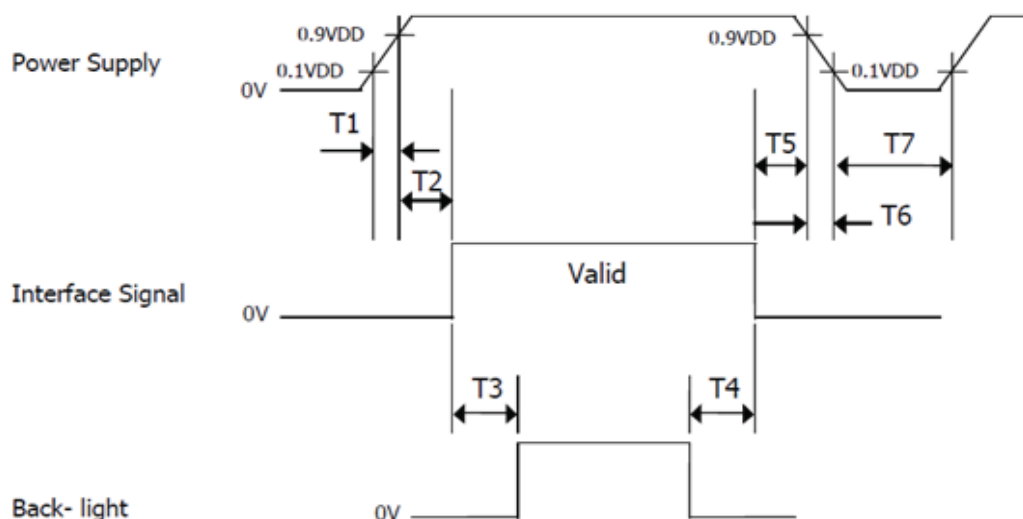 0.9VDD
0.9VDD
Power Supply
0.1VDD
0.1VDD
0V
T1
T5
T7
T2
T6
Valid
Interface Signal
0V
T3
T4
Back- light
0V